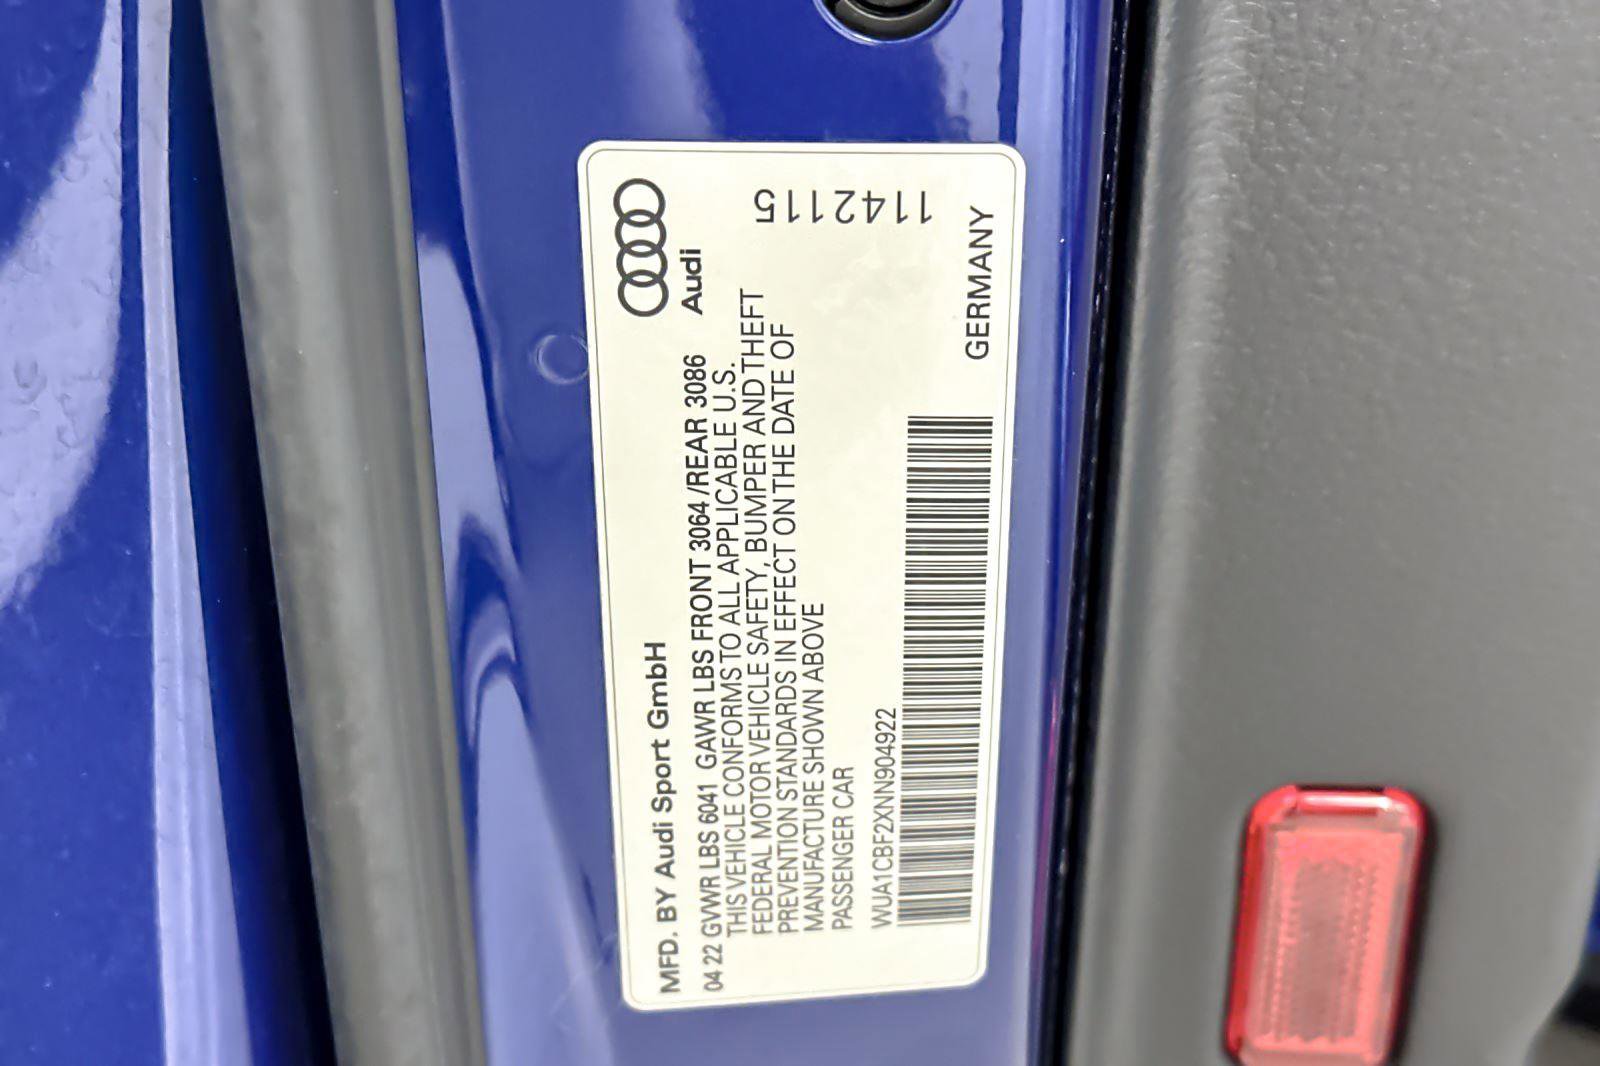 MFD. BY Audi Sport GmbH
Audi
04 22 GVWR LBS 6041 GAWR LBS FRONT 3064/REAR 3086
THIS VEHICLE CONFORMS TO ALL APPLICABLE U.S.
FEDERAL MOTOR VEHICLE SAFETY, BUMPER AND THEFT
PREVENTION STANDARDS IN EFFECT ON THE DATE OF
MANUFACTURE SHOWN ABOVE
PASSENGER CAR
1142115
WUA1CBF2XNN904922
GERMANY